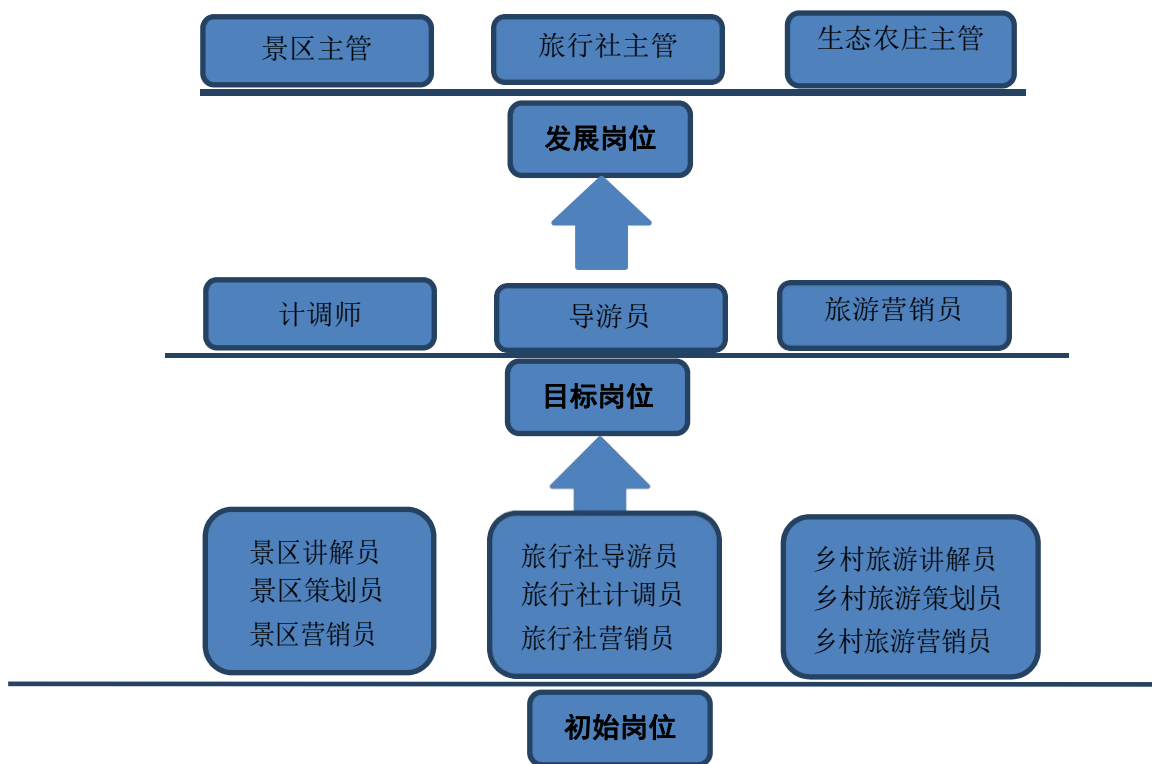 景区主管
旅行社主管
生态农庄主管
发展岗位
计调师
导游员
旅游营销员
目标岗位
景区讲解员
景区策划员
景区营销员
旅行社导游员
旅行社计调员
旅行社营销员
乡村旅游讲解员
乡村旅游策划员
乡村旅游营销员
初始岗位